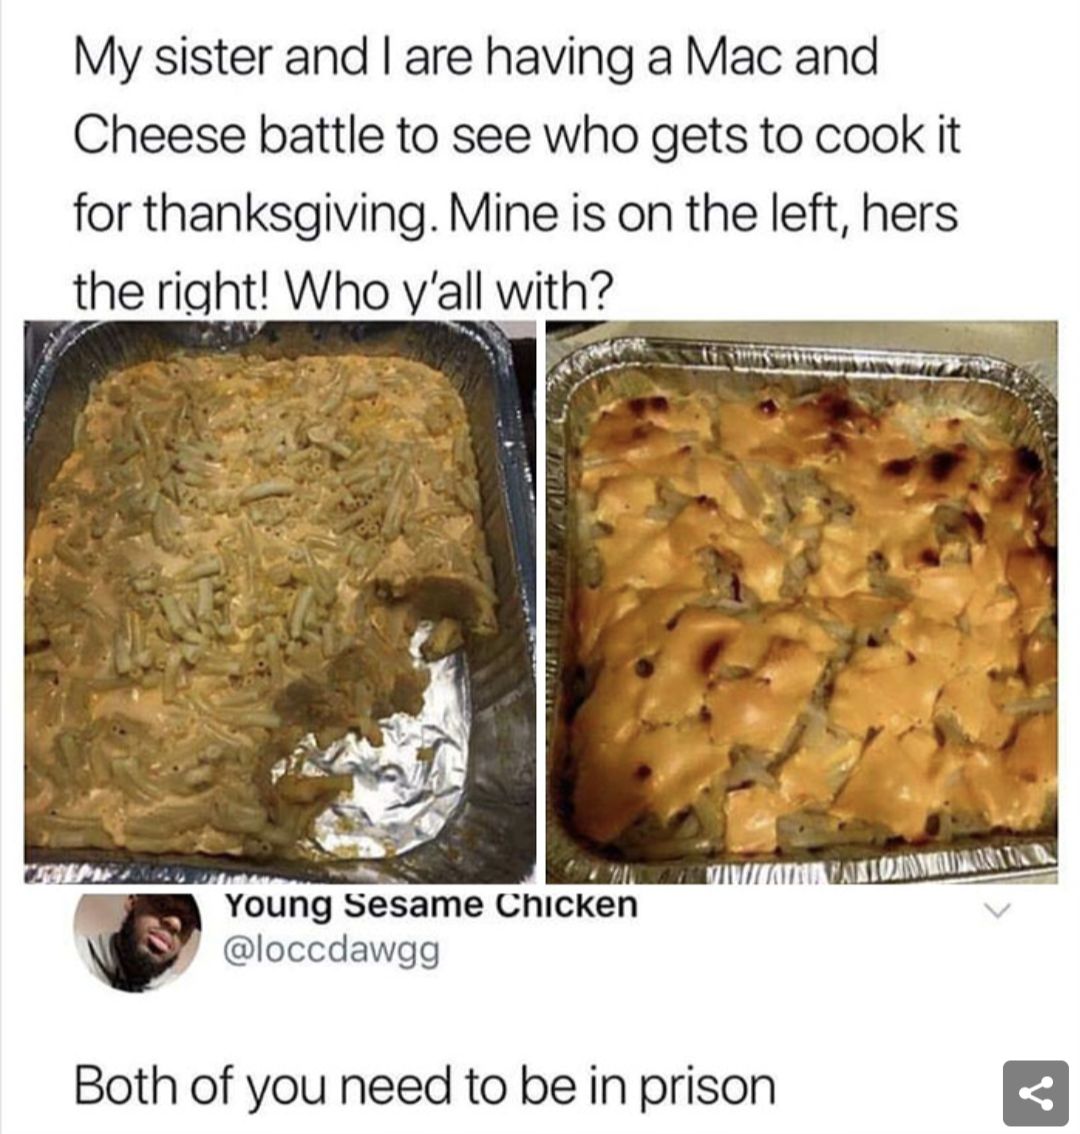 My sister and I are having a Mac and
Cheese battle to see who gets to cook it
for thanksgiving. Mine is on the left, hers
the right! Who y'all with?
Young Sesame Chicken
@loccdawgg
Both of you need to be in prison